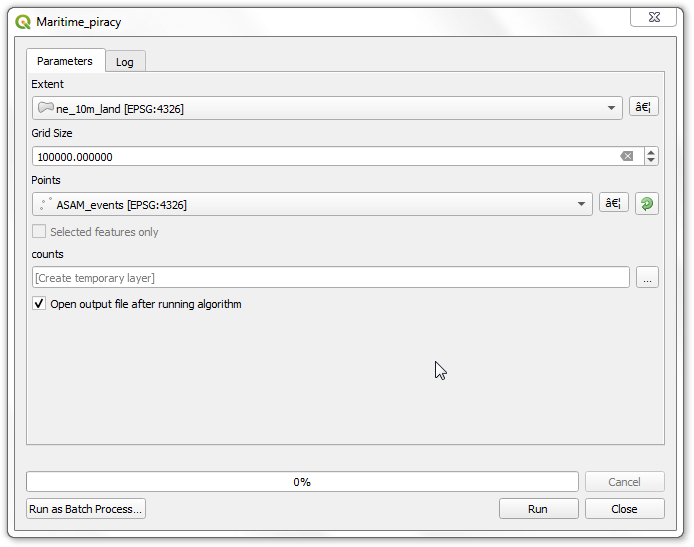 Maritime_piracy
Parameters
Log
Extent
ne_10m_land [EPSG:4326]
â€¦
Grid Size
100000.000000
Points
ASAM_events [EPSG:4326]
â€¦
Selected features only
counts
[Create temporary layer]
...
Open output file after running algorithm
0%
Cancel
Run as Batch Process...
Run
Close